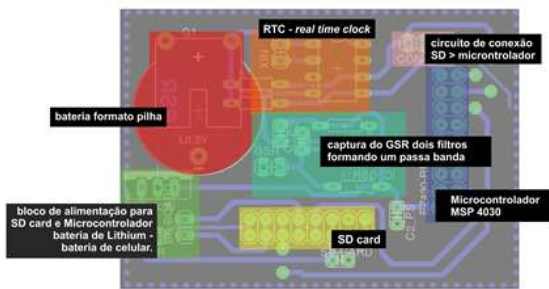 RTC - real time clock
circuito de conexão
SD > microntrolador
bateria formato pilha
captura do GSR dois filtros
formando um passa banda
bloco de alimentação para
SD card e Microcontrolador
bateria de Lithium -
bateria de celular.
SD card
Microcontrolador
MSP 4030
C2_PS